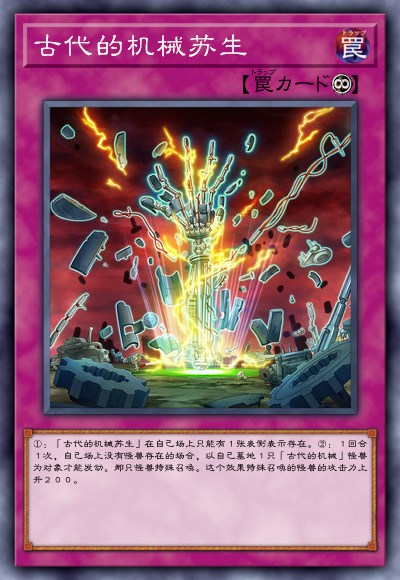 古代的机械苏生
トラップ
罠
トラップ
【罠カード】
①：「古代的机械苏生」在自己场上只能有１张表侧表示存在。②：１回合
１次，自己场上没有怪兽存在的场合，以自己墓地１只「古代的机械」怪兽
为对象才能发动。那只怪兽特殊召唤。这个效果特殊召唤的怪兽的攻击力上
升２００。